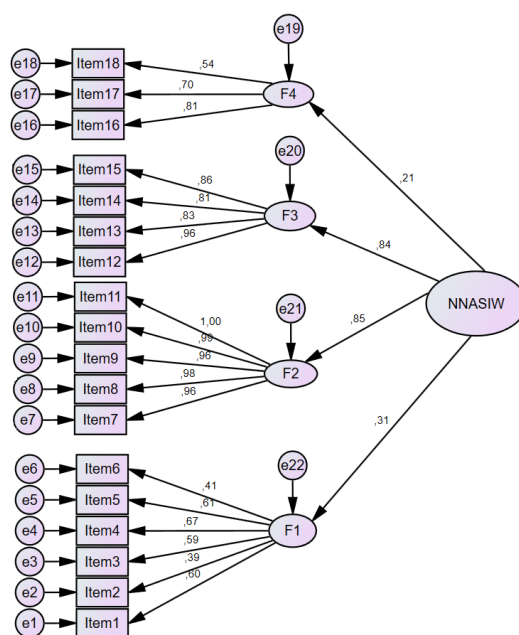 e19
e18 Item18 ,54
e17 Item17 ,70 F4
e16 Item16 ,81
e20
,21
e15 Item15 ,86
e14 Item14 ,81
e13 Item13 ,83 F3
e12 Item12 ,96
,84
e11 Item11 1,00 e21
NNASIW
e10 Item10 ,99
,85
e9 Item9 ,96
e8 Item8 ,98 F2
e7 Item7 ,96
,31
e6 Item6 ,41 e22
e5 Item5 ,61
e4 Item4 ,67 F1
e3 Item3 ,59
e2 Item2 ,39
e1 Item1 ,60